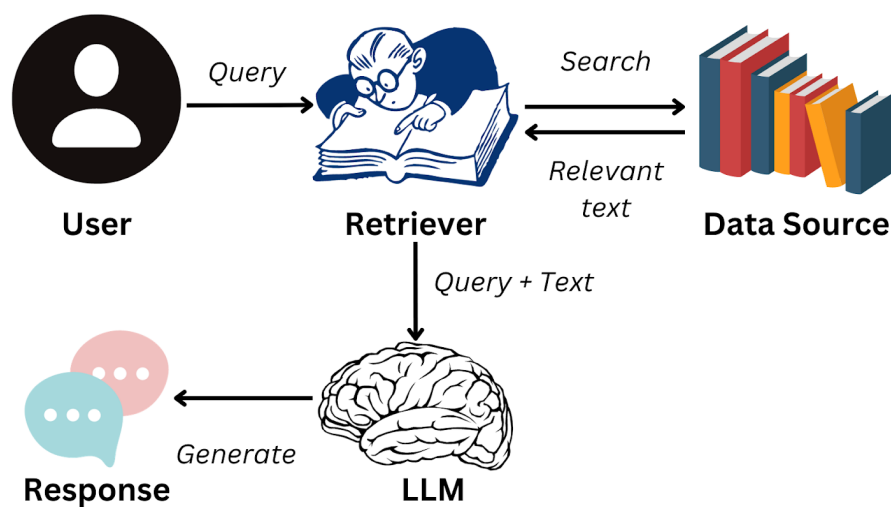 Query
Search
Relevant
text
User
Retriever
Data Source
Query + Text
Generate
Response
LLM